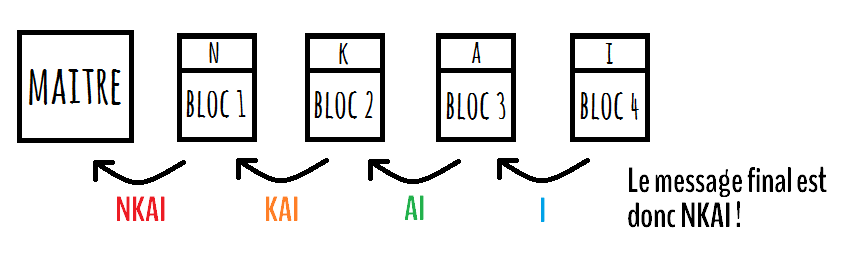 MAITRE
N
BLOC 1
K
BLOC 2
A
BLOC 3
I
BLOC 4
NKAI
KAI
AI
I
Le message final est
donc NKAI !